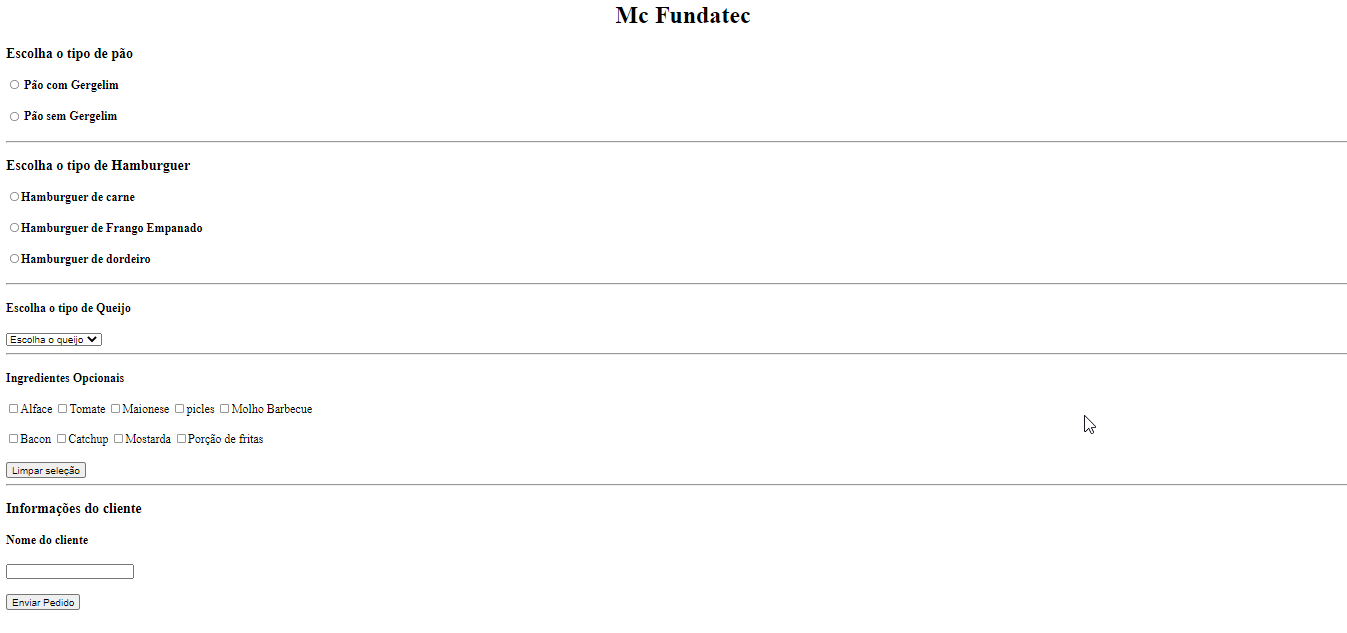 Mc Fundatec
Escolha o tipo de pão
Pão com Gergelim
Pão sem Gergelim
Escolha o tipo de Hamburguer
Hamburguer de carne
Hamburguer de Frango Empanado
Hamburguer de dordeiro
Escolha o tipo de Queijo
Escolha o queijo
Ingredientes Opcionais
Alface Tomate Maionese picles Molho Barbecue
Bacon Catchup Mostarda Porção de fritas
Limpar seleção
Informações do cliente
Nome do cliente
Enviar Pedido